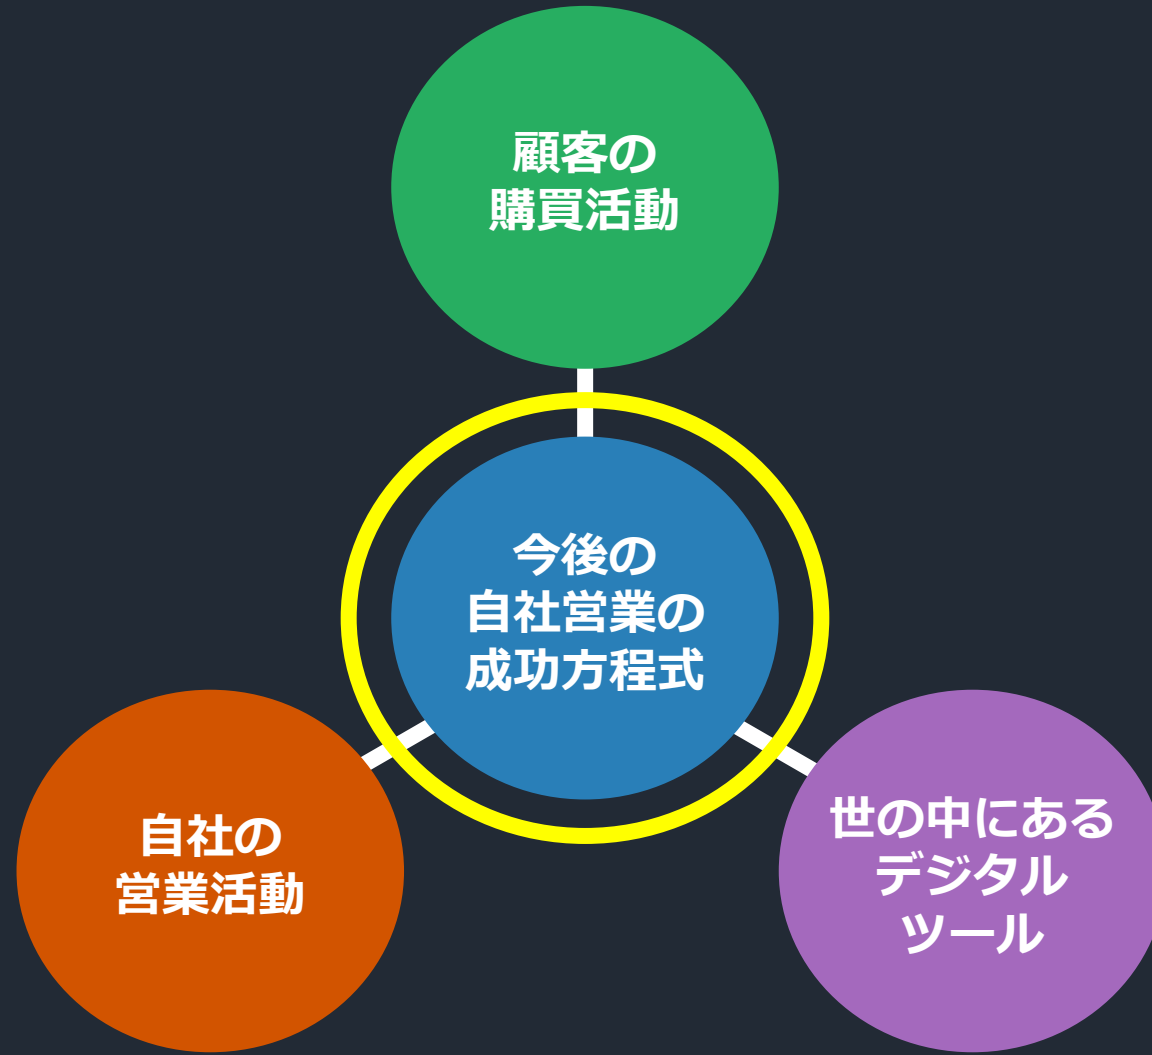 顧客の
購買活動
今後の
自社営業の
成功方程式
自社の
営業活動
世の中にある
デジタル
ツール